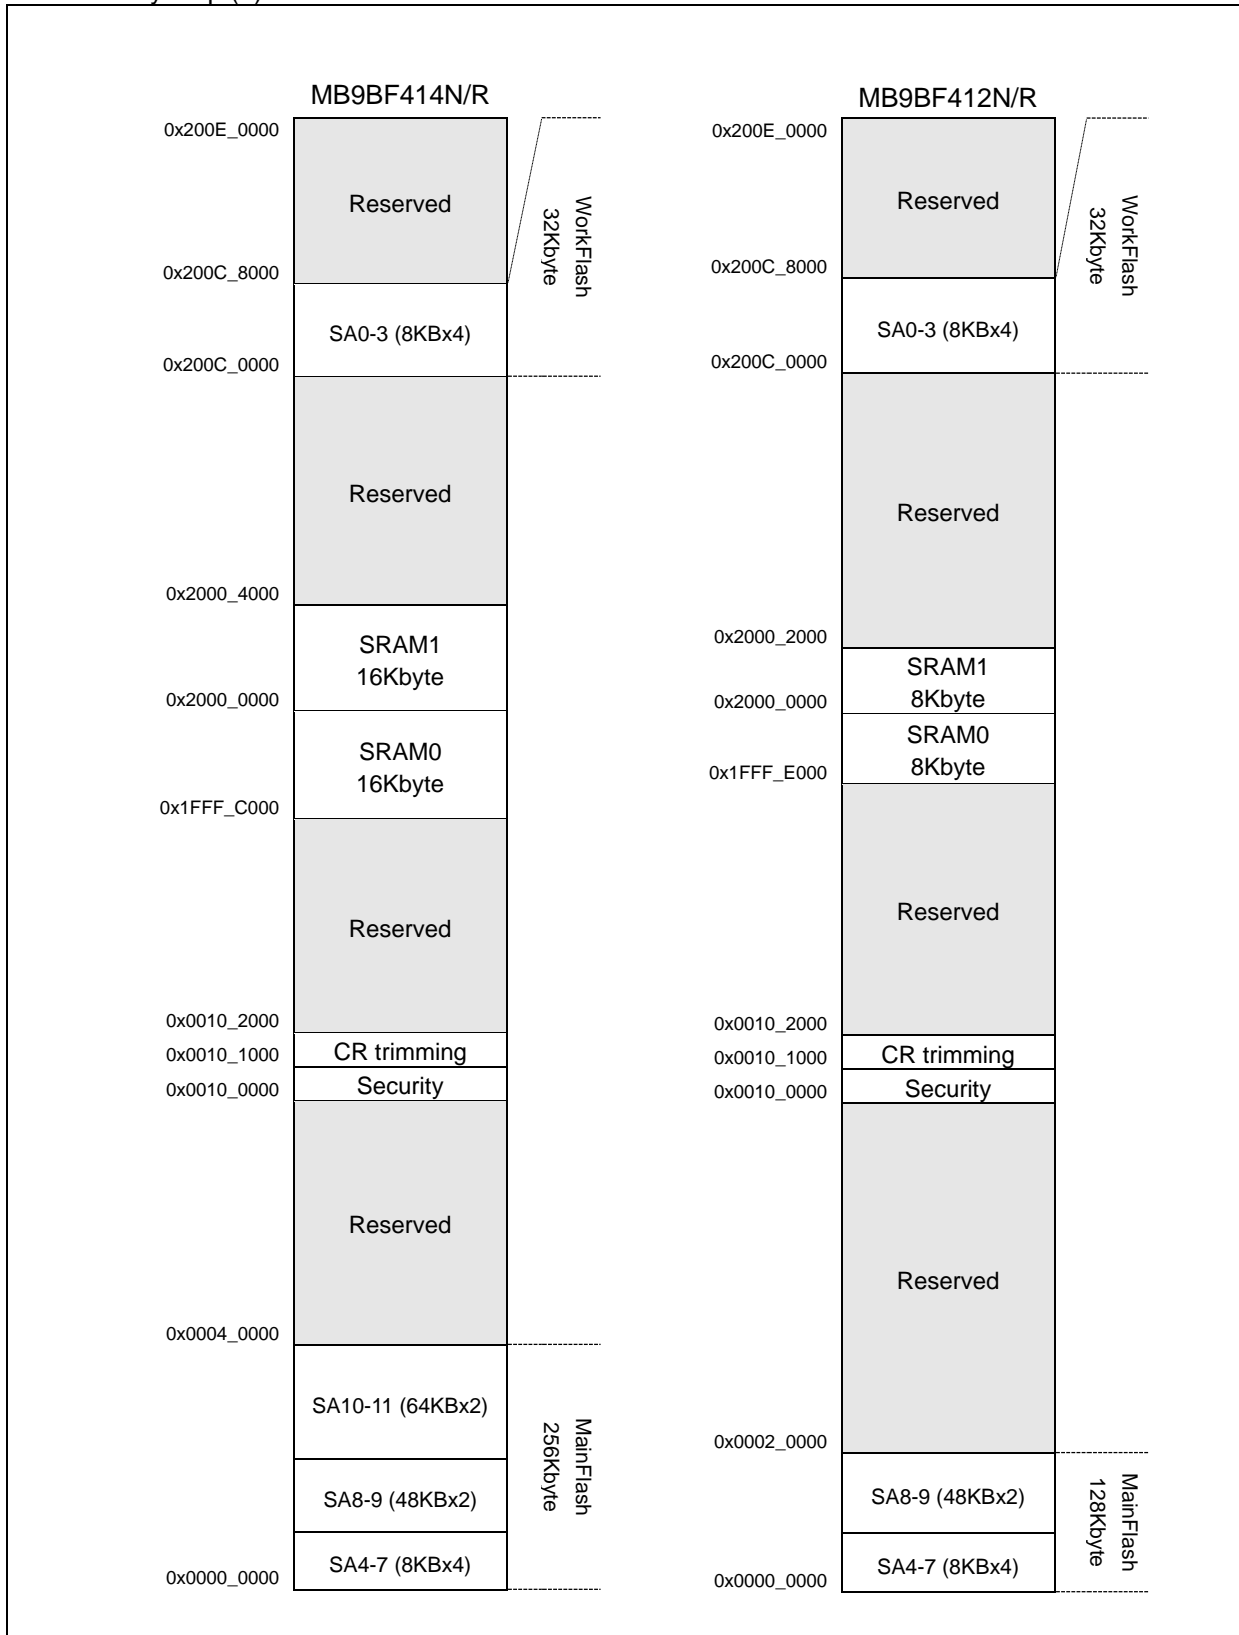 MB9BF414N/R
0x200E_0000
Reserved
0x200C_8000
SA0-3 (8KBx4)
0x200C_0000
WorkFlash
32Kbyte
Reserved
0x2000_4000
SRAM1
16Kbyte
0x2000_0000
SRAM0
16Kbyte
0x1FFF_C000
Reserved
0x0010_2000
CR trimming
0x0010_1000
Security
0x0010_0000
Reserved
0x0004_0000
SA10-11 (64KBx2)
SA8-9 (48KBx2)
SA4-7 (8KBx4)
0x0000_0000
MainFlash
256Kbyte
MB9BF412N/R
0x200E_0000
Reserved
0x200C_8000
SA0-3 (8KBx4)
0x200C_0000
WorkFlash
32Kbyte
Reserved
0x2000_2000
SRAM1
8Kbyte
0x2000_0000
SRAM0
8Kbyte
0x1FFF_E000
Reserved
0x0010_2000
CR trimming
0x0010_1000
Security
0x0010_0000
Reserved
0x0002_0000
SA8-9 (48KBx2)
SA4-7 (8KBx4)
0x0000_0000
MainFlash
128Kbyte